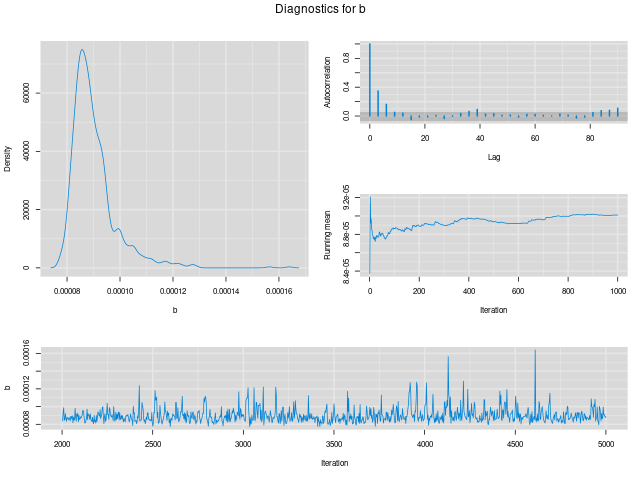 Diagnostics for b
Density
0
20000
40000
60000
0.00008
0.00010
0.00012
0.00014
0.00016
b
Autocorrelation
0.0
0.4
0.8
0
20
40
60
80
Lag
Running mean
8.4e-05
8.8e-05
9.2e-05
0
200
400
600
800
1000
Iteration
b
0.00008
0.00012
0.00016
2000
2500
3000
3500
4000
4500
5000
Iteration